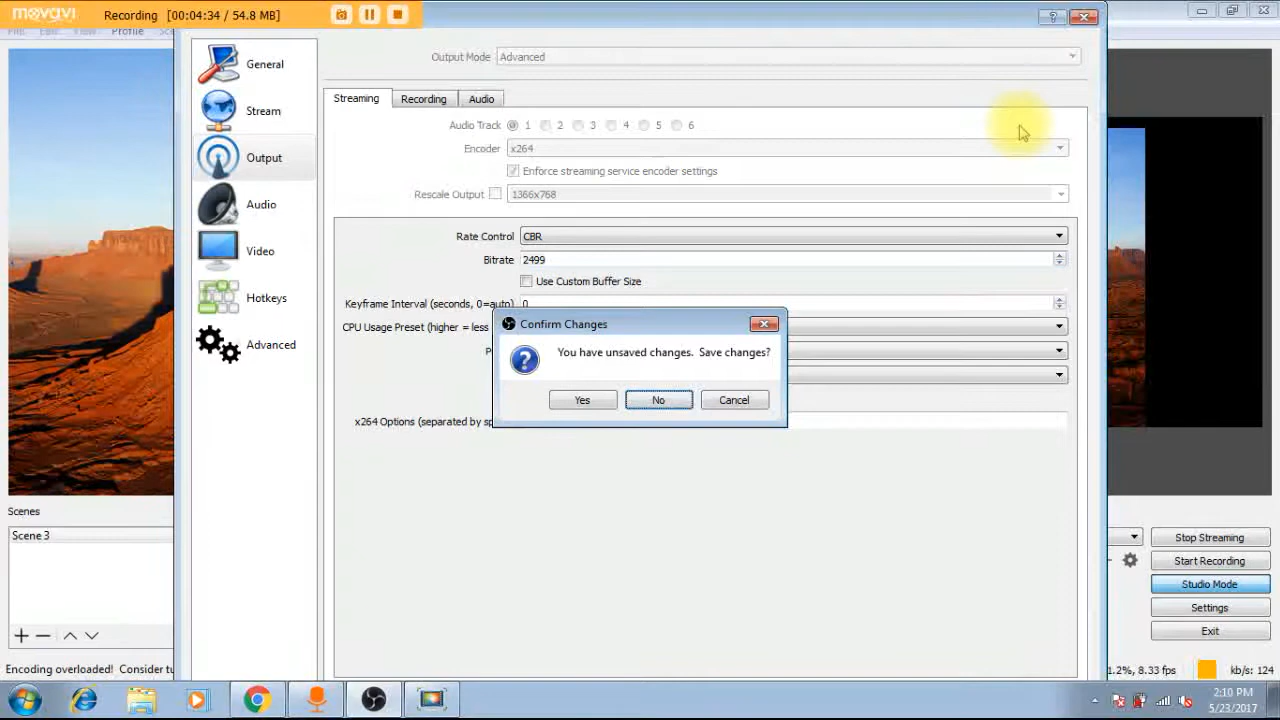 movavi
Recording [00:04:34 / 54.8 MB]
Profile
General
Stream
Output
Audio
Video
Hotkeys
Advanced
Output Mode Advanced
Streaming Recording Audio
Audio Track 1 2 3 4 5 6
Encoder x264
Enforce streaming service encoder settings
Rescale Output 1366x768
Rate Control CBR
Bitrate 2499
Use Custom Buffer Size
Keyframe Interval (seconds, 0=auto) 0
CPU Usage Preset (higher = less
x264 Options (separated by sp
Confirm Changes
You have unsaved changes. Save changes?
Yes No Cancel
Scenes
Scene 3
Stop Streaming
Start Recording
Studio Mode
Settings
Exit
Encoding overloaded! Consider tu
1.2%, 8.33 fps kb/s: 124
2:10 PM
5/23/2017